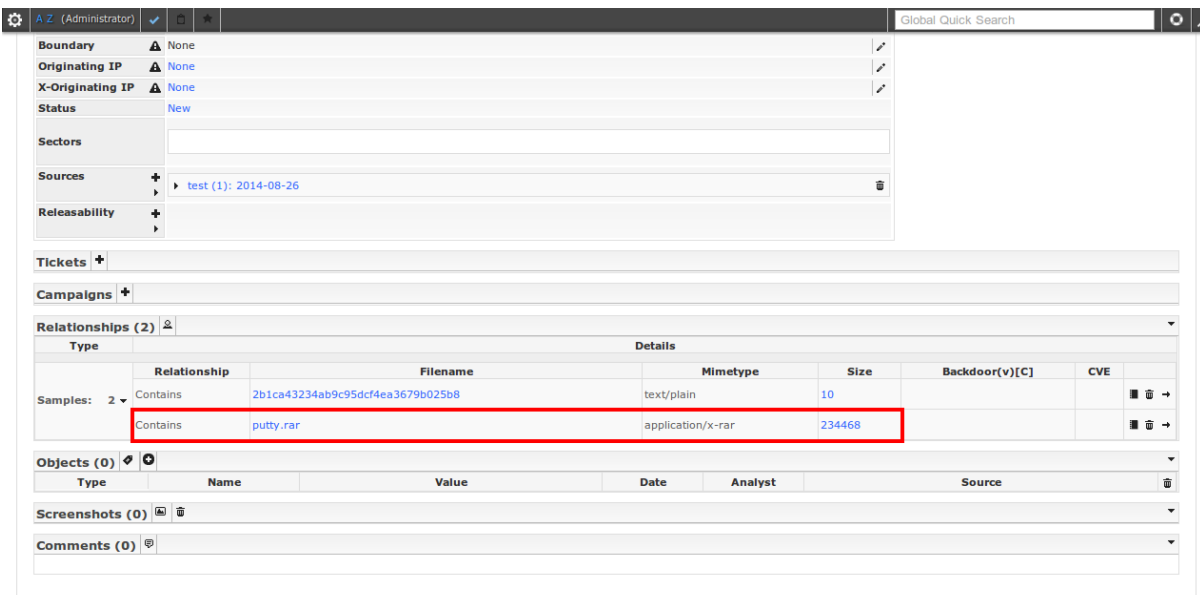 A Z (Administrator) Global Quick Search
Boundary None
Originating IP None
X-Originating IP None
Status New
Sectors
Sources test (1): 2014-08-26
Releasability
Tickets
Campaigns
Relationships (2)
Type Details
Relationship Filename Mimetype Size Backdoor(v)[C] CVE
Samples: 2
Contains 2b1ca43234ab9c95dcf4ea3679b025b8 text/plain 10
Contains putty.rar application/x-rar 234468
Objects (0)
Type Name Value Date Analyst Source
Screenshots (0)
Comments (0)